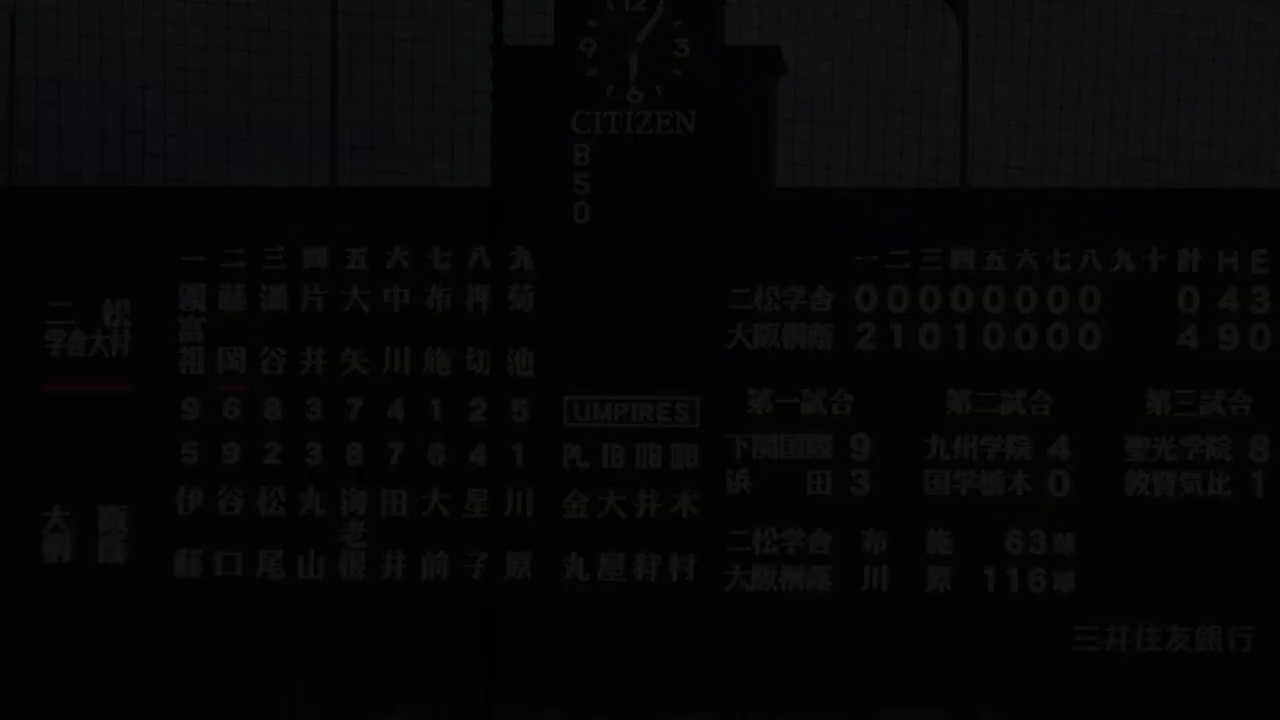 12
9 3
6
CITIZEN
B
S
O
一 二 三 四 五 六 七 八 九
親富祖 藤岡 瀬谷 片井 大矢 中川 布施 押切 菊池
二松学舎大付
9 6 8 3 7 4 1 2 5
UMPIRES
PL IB IIB IIIB
金丸 大屋 井狩 木村
5 9 2 3 8 7 6 4 1
大阪桐蔭
伊藤 谷口 松尾 丸山 海老根 田井 大前 星子 川原
一 二 三 四 五 六 七 八 九 十 計 H E
二松学舎 0 0 0 0 0 0 0 0 0 4 3
大阪桐蔭 2 1 0 1 0 0 0 0 4 9 0
第一試合 第二試合 第三試合
下関国際 9 九州学院 4 聖光学院 8
浜田 3 国学栃木 0 敦賀気比 1
二松学舎 布施 63球
大阪桐蔭 川原 116球
三井住友銀行